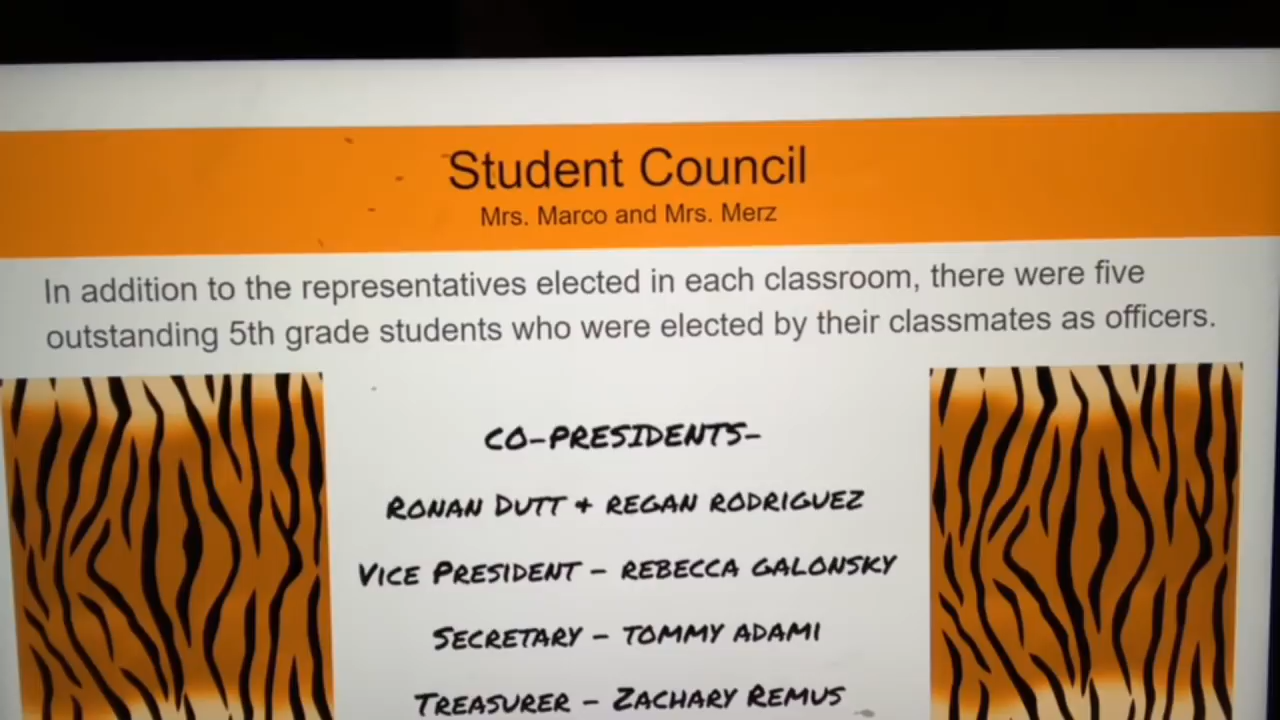 Student Council
Mrs. Marco and Mrs. Merz
In addition to the representatives elected in each classroom, there were five
outstanding 5th grade students who were elected by their classmates as officers.
CO-PRESIDENTS-
RONAN DUTT + REGAN RODRIGUEZ
VICE PRESIDENT - REBECCA GALONSKY
SECRETARY - TOMMY ADAMI
TREASURER - ZACHARY REMUS